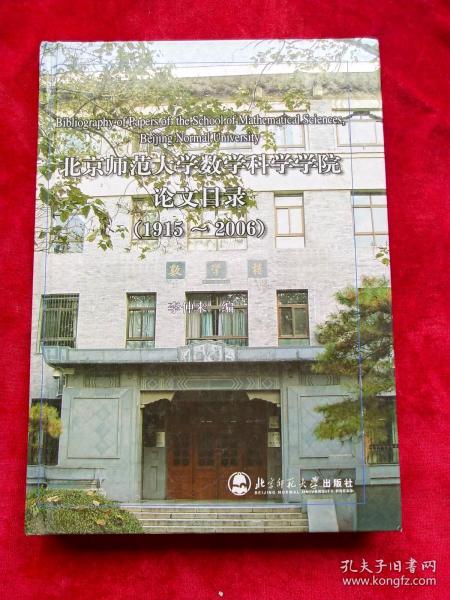 Bibliography of Papers of the School of Mathematical Sciences,
Beijing Normal University
北京师范大学数学科学学院
论文目录
(1915～2006)
数学楼
李仲来 编
北京师范大学出版社
BEIJING NORMAL UNIVERSITY PRESS
孔夫子旧书网
www.kongfz.com